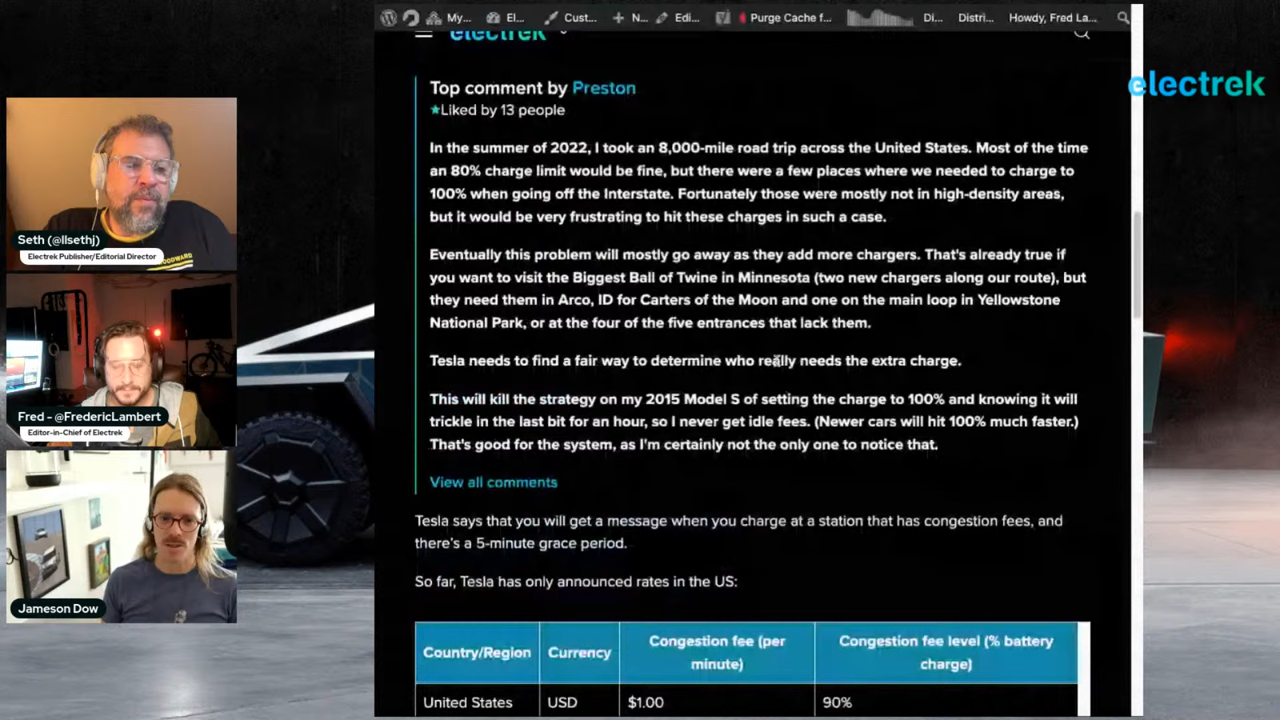 My...
El...
Cust...
N...
Edi...
Purge Cache f...
Di...
Distri...
Howdy, Fred La...
electrek
electrek
Top comment by Preston
★Liked by 13 people
In the summer of 2022, I took an 8,000-mile road trip across the United States. Most of the time
an 80% charge limit would be fine, but there were a few places where we needed to charge to
100% when going off the Interstate. Fortunately those were mostly not in high-density areas,
but it would be very frustrating to hit these charges in such a case.
Eventually this problem will mostly go away as they add more chargers. That's already true if
you want to visit the Biggest Ball of Twine in Minnesota (two new chargers along our route), but
they need them in Arco, ID for Carters of the Moon and one on the main loop in Yellowstone
National Park, or at the four of the five entrances that lack them.
Tesla needs to find a fair way to determine who really needs the extra charge.
This will kill the strategy on my 2015 Model S of setting the charge to 100% and knowing it will
trickle in the last bit for an hour, so I never get idle fees. (Newer cars will hit 100% much faster.)
That's good for the system, as I'm certainly not the only one to notice that.
View all comments
Tesla says that you will get a message when you charge at a station that has congestion fees, and
there's a 5-minute grace period.
So far, Tesla has only announced rates in the US:
Country/Region
Currency
Congestion fee (per
minute)
Congestion fee level (% battery
charge)
United States
USD
$1.00
90%
Seth (@llsethj)
Electrek Publisher/Editorial Director
Fred - @FredericLambert
Editor-in-Chief of Electrek
Jameson Dow